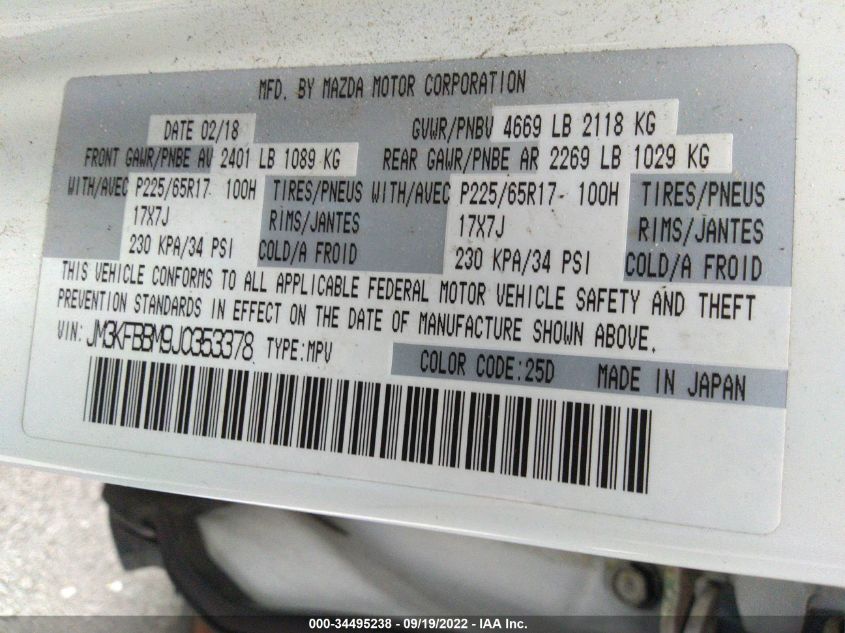 MFD. BY MAZDA MOTOR CORPORATION
DATE 02/18 GVWR/PNBV 4669 LB 2118 KG
FRONT GAWR/PNBE AV 2401 LB 1089 KG REAR GAWR/PNBE AR 2269 LB 1029 KG
WITH/AVEC P225/65R17 100H TIRES/PNEUS WITH/AVEC P225/65R17 100H TIRES/PNEUS
17X7J RIMS/JANTES 17X7J RIMS/JANTES
230 KPA/34 PSI COLD/A FROID 230 KPA/34 PSI COLD/A FROID
THIS VEHICLE CONFORMS TO ALL APPLICABLE FEDERAL MOTOR VEHICLE SAFETY AND THEFT
PREVENTION STANDARDS IN EFFECT ON THE DATE OF MANUFACTURE SHOWN ABOVE.
VIN: JM3KFBBM9J0353378 TYPE:MPV
COLOR CODE:25D MADE IN JAPAN
000-34495238 - 09/19/2022 - IAA Inc.